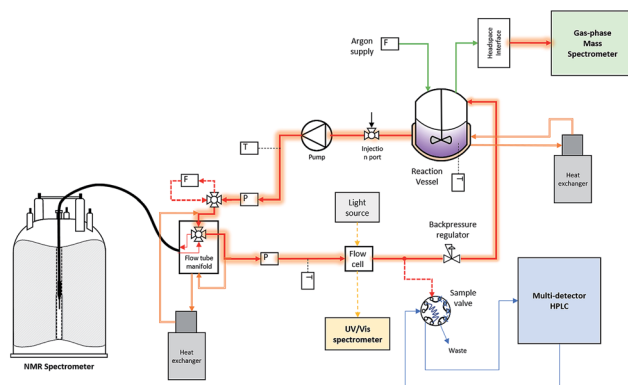 Argon
supply
F
Headspace
Interface
Gas-phase
Mass
Spectrometer
T
Pump
Injectio
n port
Reaction
Vessel
T
Heat
exchanger
F
P
Light
source
Backpressure
regulator
Flow tube
manifold
P
T
Flow
cell
Sample
valve
Multi-detector
HPLC
UV/Vis
spectrometer
Waste
Heat
exchanger
NMR Spectrometer